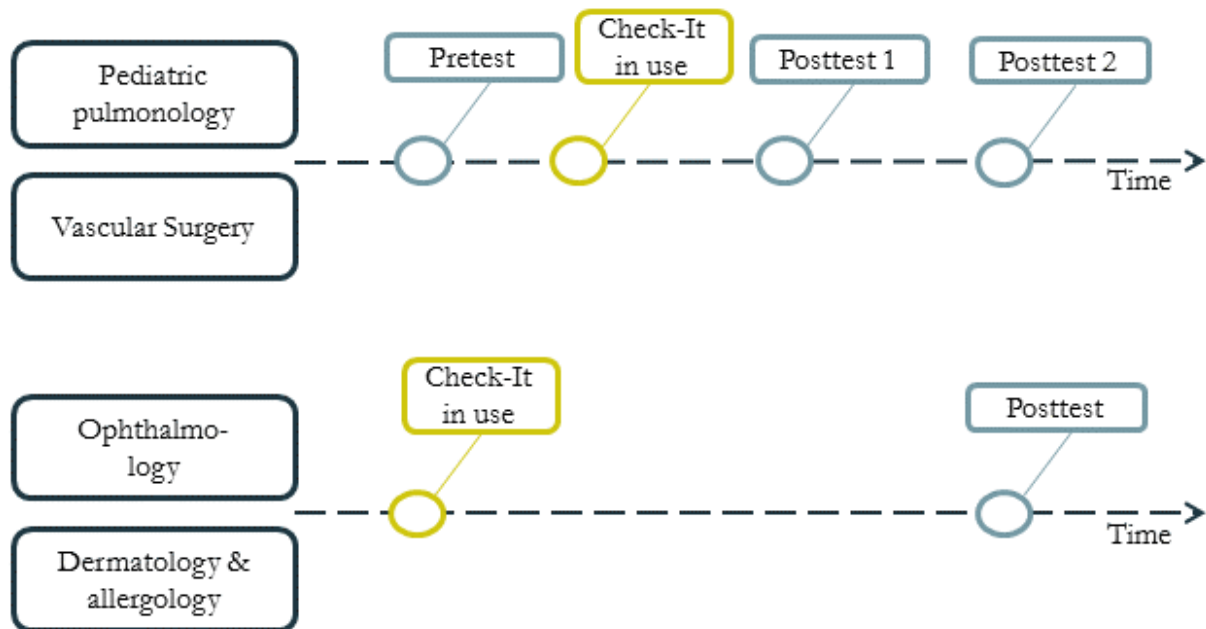 Pediatric
pulmonology
Vascular Surgery
Pretest
Check-It
in use
Posttest 1
Posttest 2
Time
Ophthalmo-
logy
Dermatology &
allergology
Check-It
in use
Posttest
Time